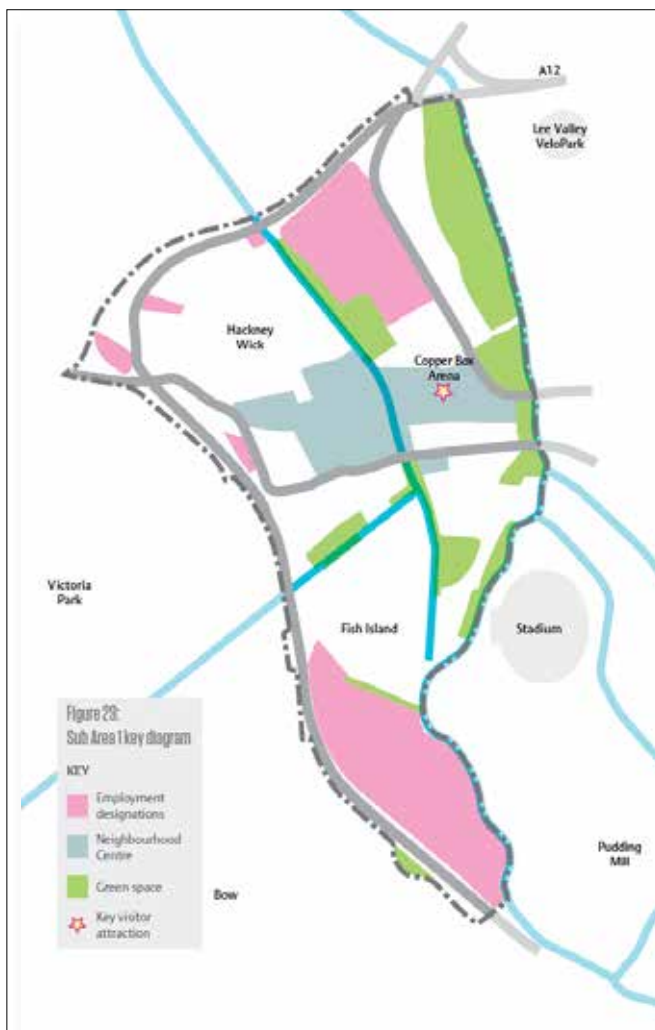 A12
Lee Valley
VeloPark
Hackney
Wick
Copper Box
Arena
Victoria
Park
Fish Island
Stadium
Figure 23:
Sub Area 1 key diagram
KEY
Employment
designations
Neighbourhood
Centre
Green space
Key visitor
attraction
Bow
Pudding
Mill